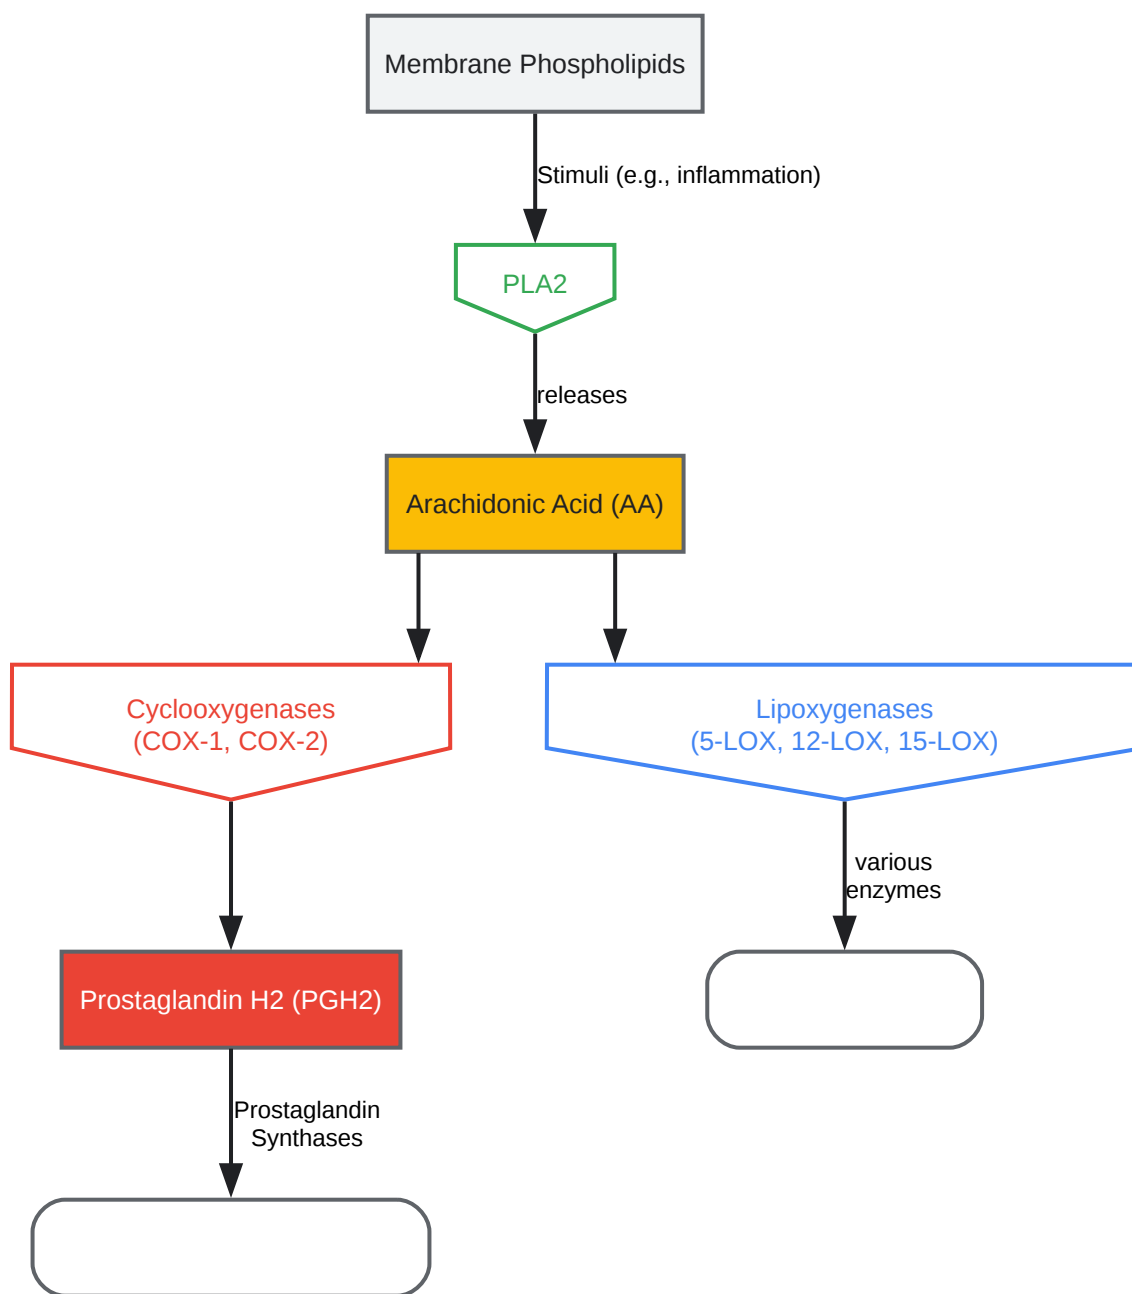 Membrane Phospholipids
Stimuli (e.g., inflammation)
PLA2
releases
Arachidonic Acid (AA)
Cyclooxygenases
(COX-1, COX-2)
Lipoxygenases
(5-LOX, 12-LOX, 15-LOX)
various
enzymes
Prostaglandin H2 (PGH2)
Prostaglandin
Synthases